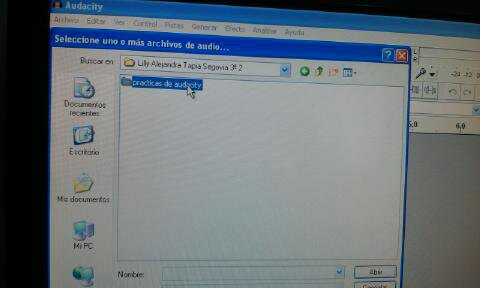 Audacity
Archivo Editar Ver Control Pistas Generar Efecto Analizar Ayuda
Seleccione uno o más archivos de audio...
Buscar en: Lilly Alejandra Tapia Segovia 3º 2
practicas de audacity
Documentos
recientes
Escritorio
Mis documentos
Mi PC
Nombre:
Abrir
Cancelar
L
R
-24
5,0 6,0